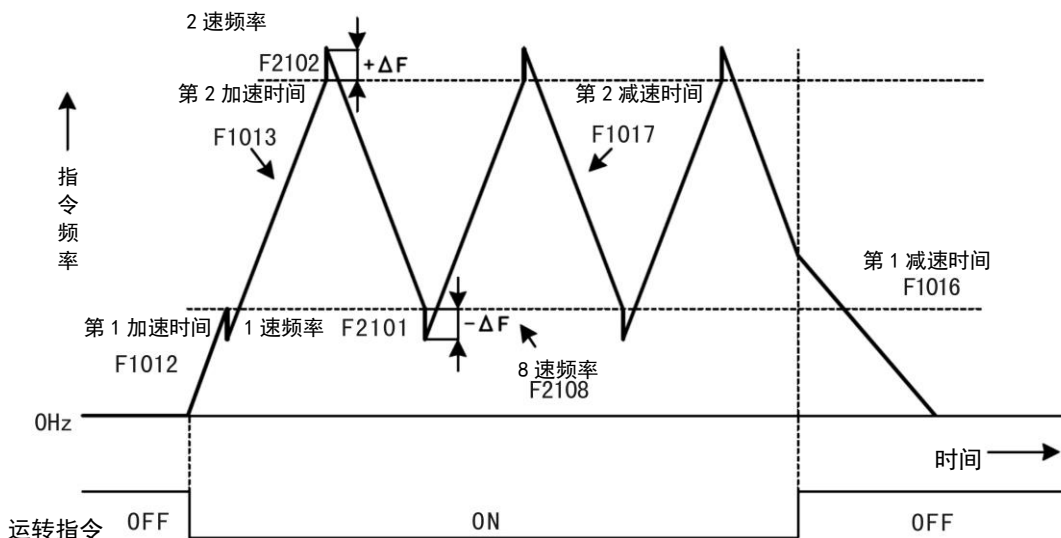 2 速频率
F2102
+ΔF
第 2 加速时间
第 2 减速时间
F1013
F1017
指
令
频
率
第 1 减速时间
F1016
第 1 加速时间
1 速频率
F2101
-ΔF
F1012
8 速频率
F2108
0Hz
时间
运转指令
OFF
ON
OFF